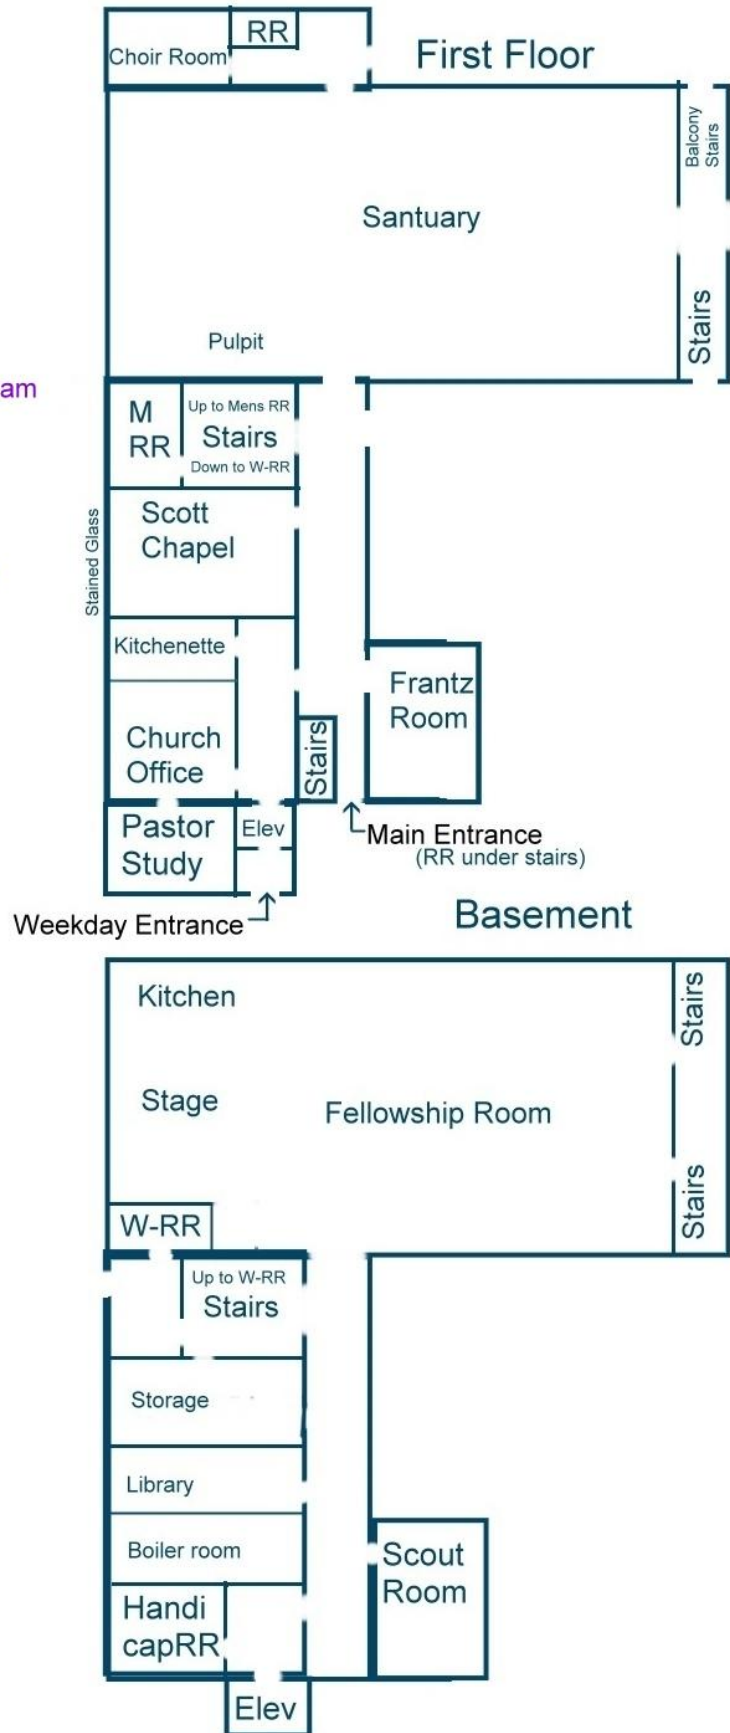 RR
Choir Room
First Floor
Balcony
Stairs
Santuary
Stairs
Pulpit
am
M
RR
Up to Mens RR
Stairs
Down to W-RR
Stained Glass
Scott
Chapel
Kitchenette
Frantz
Room
Church
Office
Stairs
Pastor
Study
Elev
Main Entrance
(RR under stairs)
Weekday Entrance
Basement
Kitchen
Stairs
Stage
Fellowship Room
Stairs
W-RR
Up to W-RR
Stairs
Storage
Library
Boiler room
Scout
Room
Handi
capRR
Elev